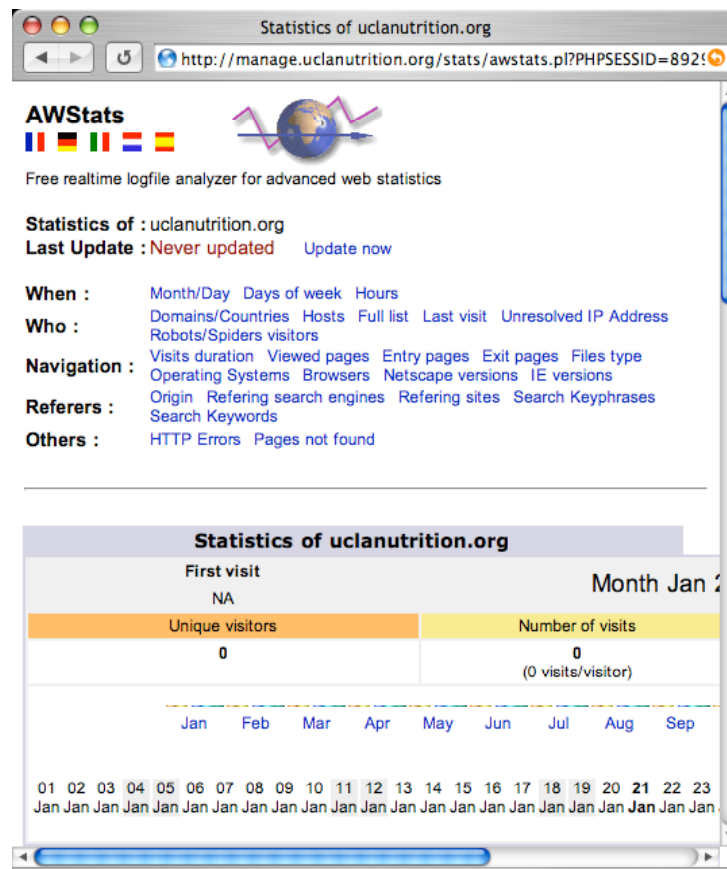 Statistics of uclanutrition.org
http://manage.uclanutrition.org/stats/awstats.pl?PHPSESSID=8929
AWStats
Free realtime logfile analyzer for advanced web statistics
Statistics of : uclanutrition.org
Last Update : Never updated Update now
When : Month/Day Days of week Hours
Who : Domains/Countries Hosts Full list Last visit Unresolved IP Address
Robots/Spiders visitors
Navigation : Visits duration Viewed pages Entry pages Exit pages Files type
Operating Systems Browsers Netscape versions IE versions
Referers : Origin Refering search engines Refering sites Search Keyphrases
Search Keywords
Others : HTTP Errors Pages not found
Statistics of uclanutrition.org
First visit
NA
Month Jan 2
Unique visitors Number of visits
0 0
(0 visits/visitor)
Jan Feb Mar Apr May Jun Jul Aug Sep
01 02 03 04 05 06 07 08 09 10 11 12 13 14 15 16 17 18 19 20 21 22 23
Jan Jan Jan Jan Jan Jan Jan Jan Jan Jan Jan Jan Jan Jan Jan Jan Jan Jan Jan Jan Jan Jan Jan